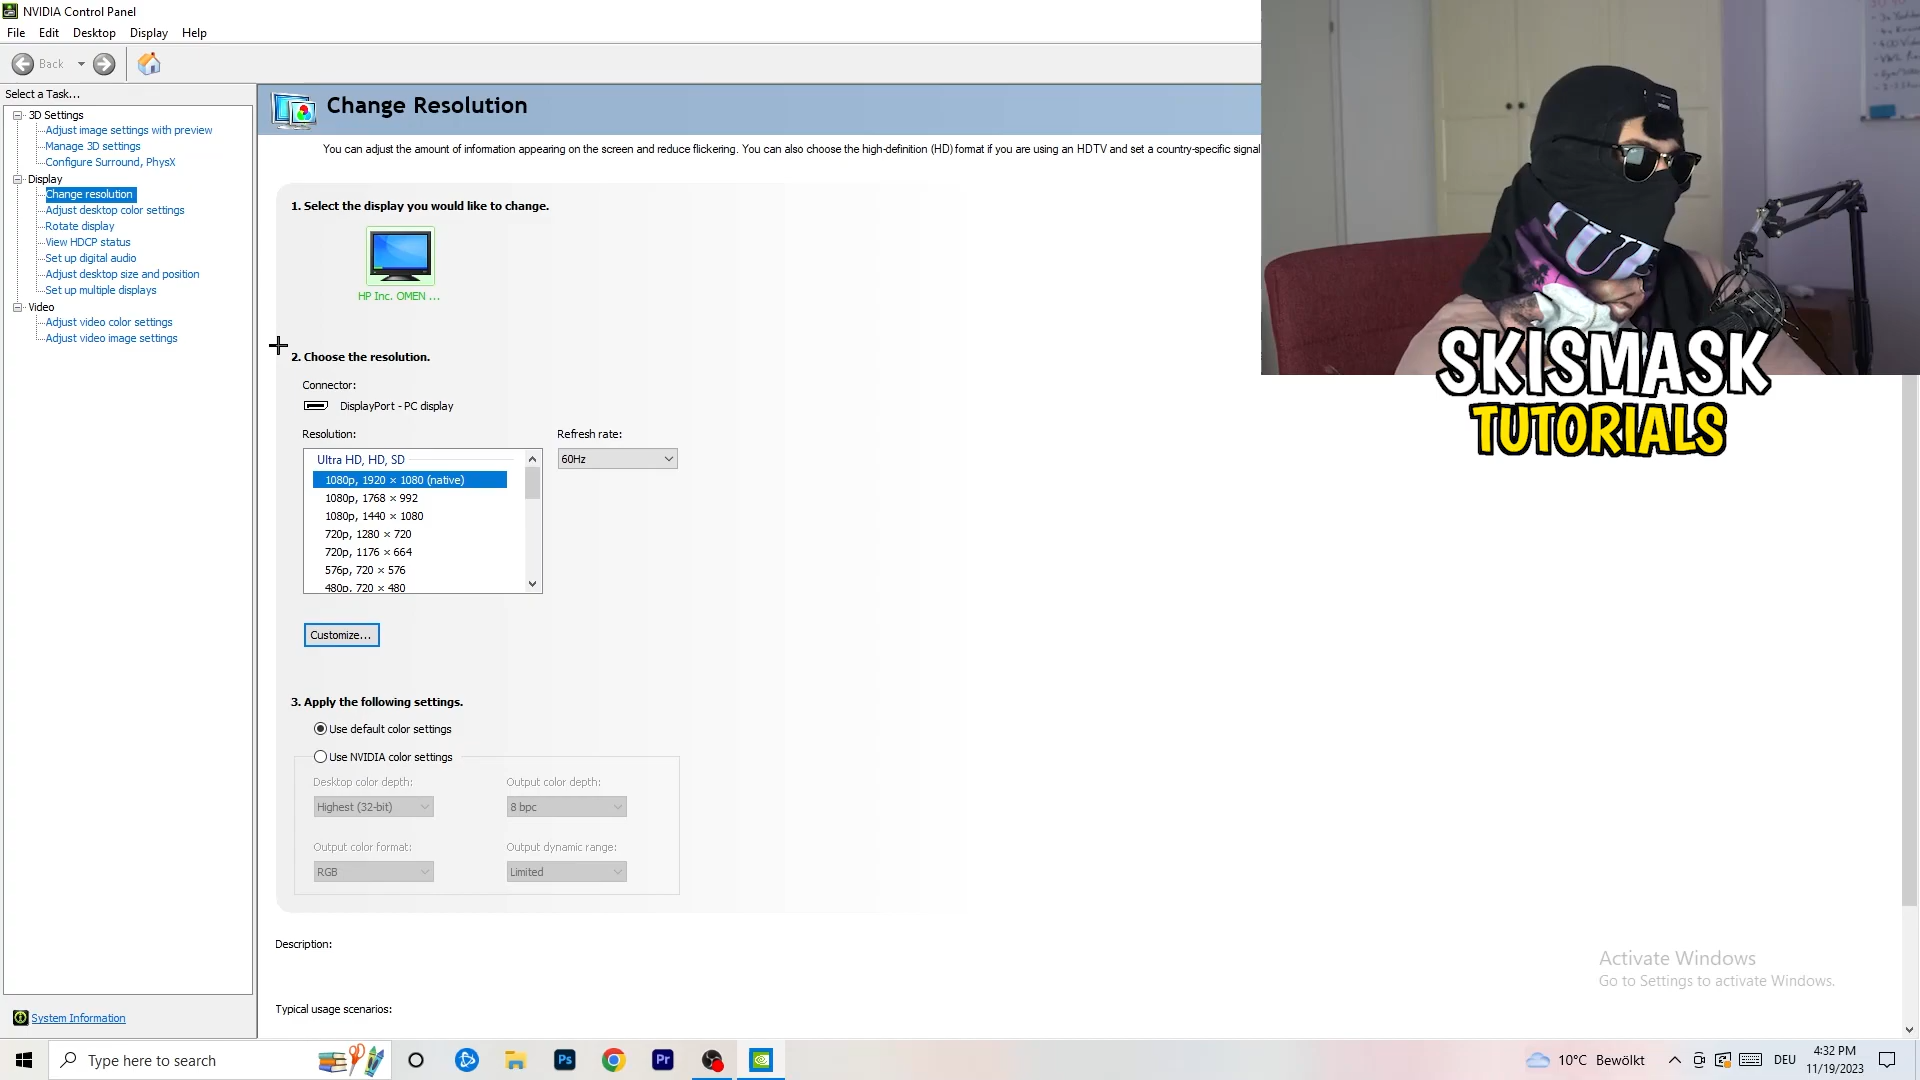 NVIDIA Control Panel
File Edit Desktop Display Help
Back
Select a Task...
3D Settings
Adjust image settings with preview
Manage 3D settings
Configure Surround, PhysX
Display
Change resolution
Adjust desktop color settings
Rotate display
View HDCP status
Set up digital audio
Adjust desktop size and position
Set up multiple displays
Video
Adjust video color settings
Adjust video image settings
System Information
Change Resolution
You can adjust the amount of information appearing on the screen and reduce flickering. You can also choose the high-definition (HD) format if you are using an HDTV and set a country-specific signal
1. Select the display you would like to change.
HP Inc. OMEN ...
2. Choose the resolution.
Connector:
DisplayPort - PC display
Resolution:
Refresh rate:
Ultra HD, HD, SD
60Hz
1080p, 1920 × 1080 (native)
1080p, 1768 × 992
1080p, 1440 × 1080
720p, 1280 × 720
720p, 1176 × 664
576p, 720 × 576
480p, 720 × 480
Customize...
3. Apply the following settings.
Use default color settings
Use NVIDIA color settings
Desktop color depth:
Output color depth:
Highest (32-bit)
8 bpc
Output color format:
Output dynamic range:
RGB
Limited
Description:
Typical usage scenarios:
SKISMASK
TUTORIALS
Activate Windows
Go to Settings to activate Windows.
Type here to search
Ps
Pr
10°C Bewölkt
DEU
4:32 PM
11/19/2023